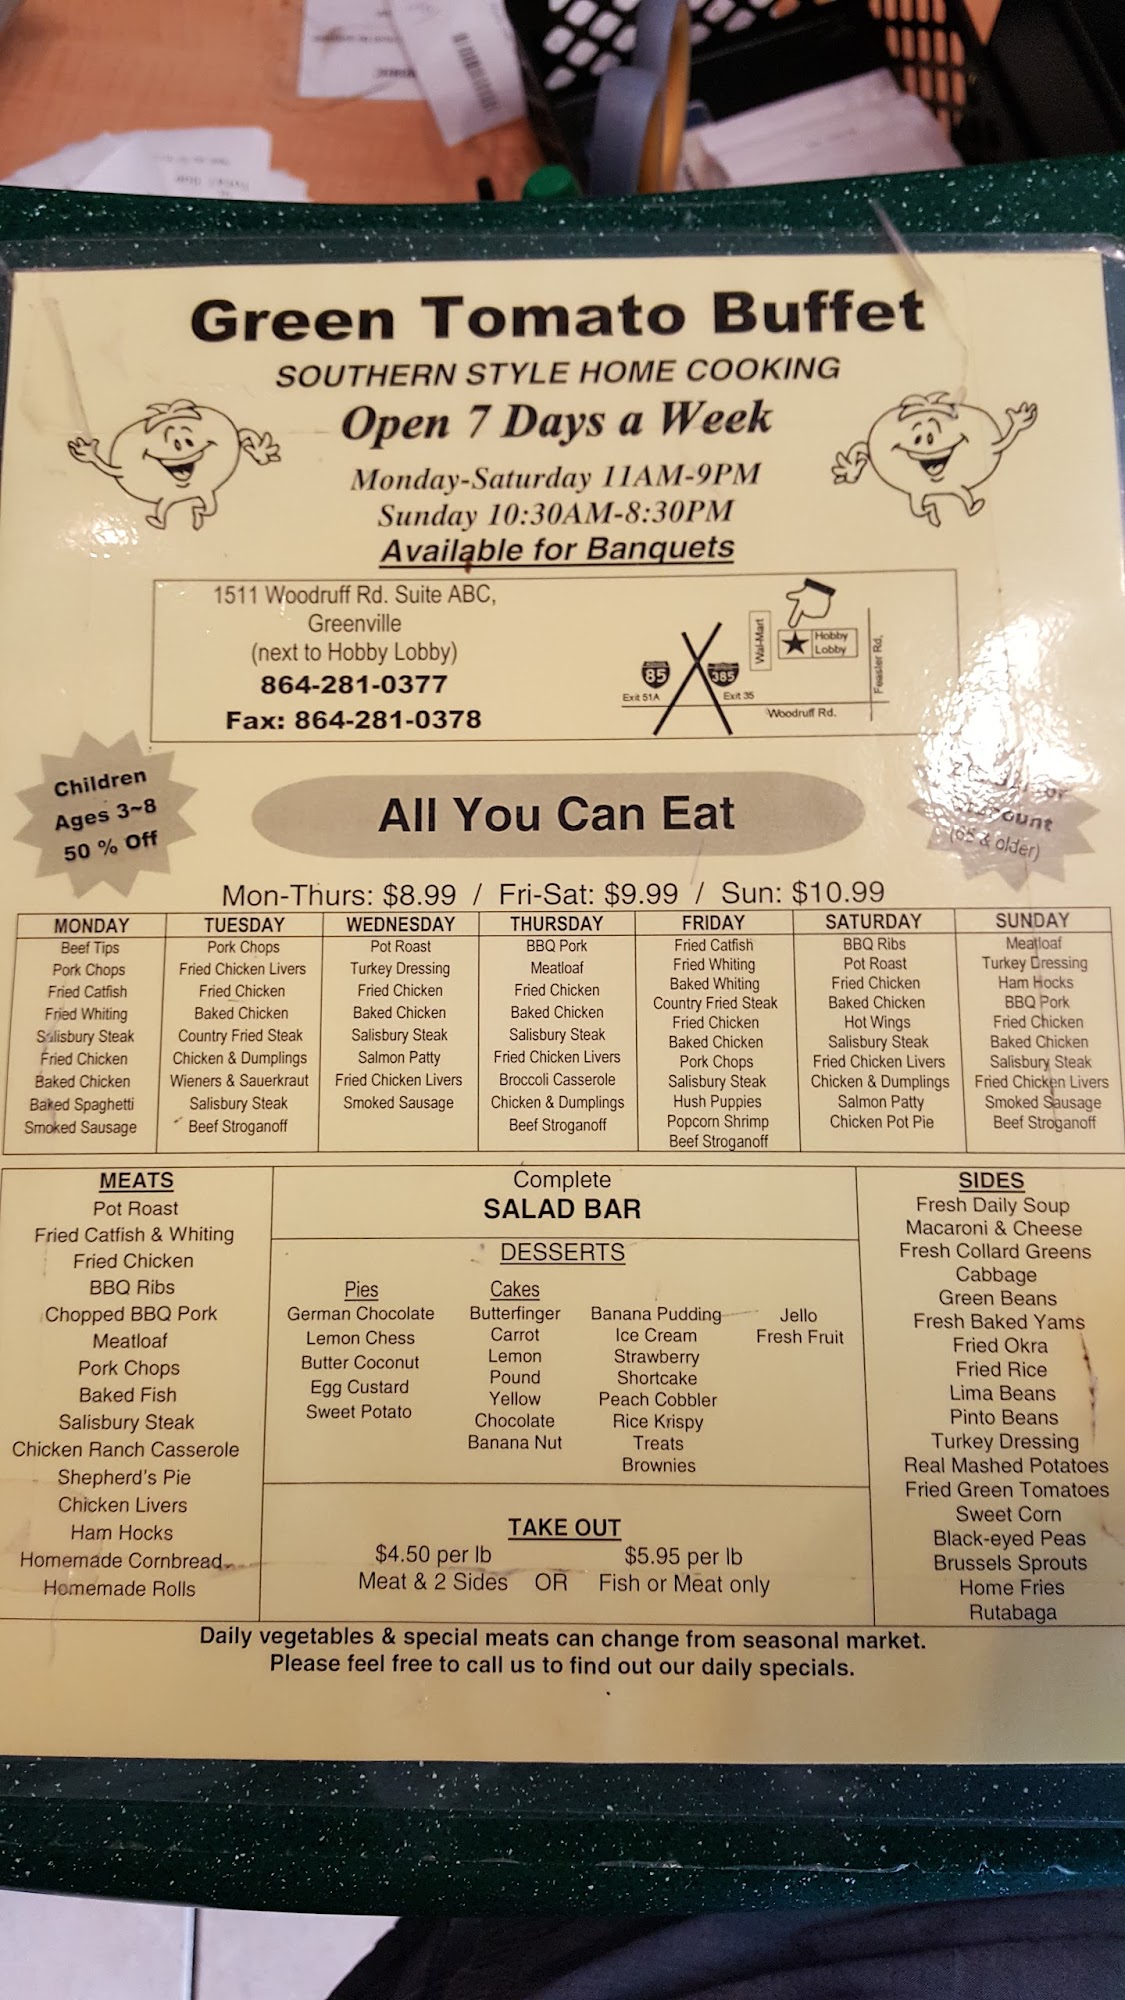 Green Tomato Buffet
SOUTHERN STYLE HOME COOKING
Open 7 Days a Week
Monday-Saturday 11AM-9PM
Sunday 10:30AM-8:30PM
Available for Banquets
1511 Woodruff Rd. Suite ABC,
Greenville
(next to Hobby Lobby)
864-281-0377
Fax: 864-281-0378
85
Exit 51A
385
Exit 35
Wal-Mart
Hobby
Lobby
Feaster Rd.
Woodruff Rd.
Children
Ages 3~8
50 % Off
All You Can Eat
(65 & older)
Mon-Thurs: $8.99 / Fri-Sat: $9.99 / Sun: $10.99
MONDAY
Beef Tips
Pork Chops
Fried Catfish
Fried Whiting
Salisbury Steak
Fried Chicken
Baked Chicken
Baked Spaghetti
Smoked Sausage
TUESDAY
Pork Chops
Fried Chicken Livers
Fried Chicken
Baked Chicken
Country Fried Steak
Chicken & Dumplings
Wieners & Sauerkraut
Salisbury Steak
Beef Stroganoff
WEDNESDAY
Pot Roast
Turkey Dressing
Fried Chicken
Baked Chicken
Salisbury Steak
Salmon Patty
Fried Chicken Livers
Smoked Sausage
THURSDAY
BBQ Pork
Meatloaf
Fried Chicken
Baked Chicken
Salisbury Steak
Fried Chicken Livers
Broccoli Casserole
Chicken & Dumplings
Beef Stroganoff
FRIDAY
Fried Catfish
Fried Whiting
Baked Whiting
Country Fried Steak
Fried Chicken
Baked Chicken
Pork Chops
Salisbury Steak
Hush Puppies
Popcorn Shrimp
Beef Stroganoff
SATURDAY
BBQ Ribs
Pot Roast
Fried Chicken
Baked Chicken
Hot Wings
Salisbury Steak
Fried Chicken Livers
Chicken & Dumplings
Salmon Patty
Chicken Pot Pie
SUNDAY
Meatloaf
Turkey Dressing
Ham Hocks
BBQ Pork
Fried Chicken
Baked Chicken
Salisbury Steak
Fried Chicken Livers
Smoked Sausage
Beef Stroganoff
MEATS
Pot Roast
Fried Catfish & Whiting
Fried Chicken
BBQ Ribs
Chopped BBQ Pork
Meatloaf
Pork Chops
Baked Fish
Salisbury Steak
Chicken Ranch Casserole
Shepherd's Pie
Chicken Livers
Ham Hocks
Homemade Cornbread
Homemade Rolls
Complete
SALAD BAR
DESSERTS
Pies
German Chocolate
Lemon Chess
Butter Coconut
Egg Custard
Sweet Potato
Cakes
Butterfinger
Carrot
Lemon
Pound
Yellow
Chocolate
Banana Nut
Banana Pudding
Ice Cream
Strawberry
Shortcake
Peach Cobbler
Rice Krispy
Treats
Brownies
Jello
Fresh Fruit
TAKE OUT
$4.50 per lb $5.95 per lb
Meat & 2 Sides OR Fish or Meat only
SIDES
Fresh Daily Soup
Macaroni & Cheese
Fresh Collard Greens
Cabbage
Green Beans
Fresh Baked Yams
Fried Okra
Fried Rice
Lima Beans
Pinto Beans
Turkey Dressing
Real Mashed Potatoes
Fried Green Tomatoes
Sweet Corn
Black-eyed Peas
Brussels Sprouts
Home Fries
Rutabaga
Daily vegetables & special meats can change from seasonal market.
Please feel free to call us to find out our daily specials.